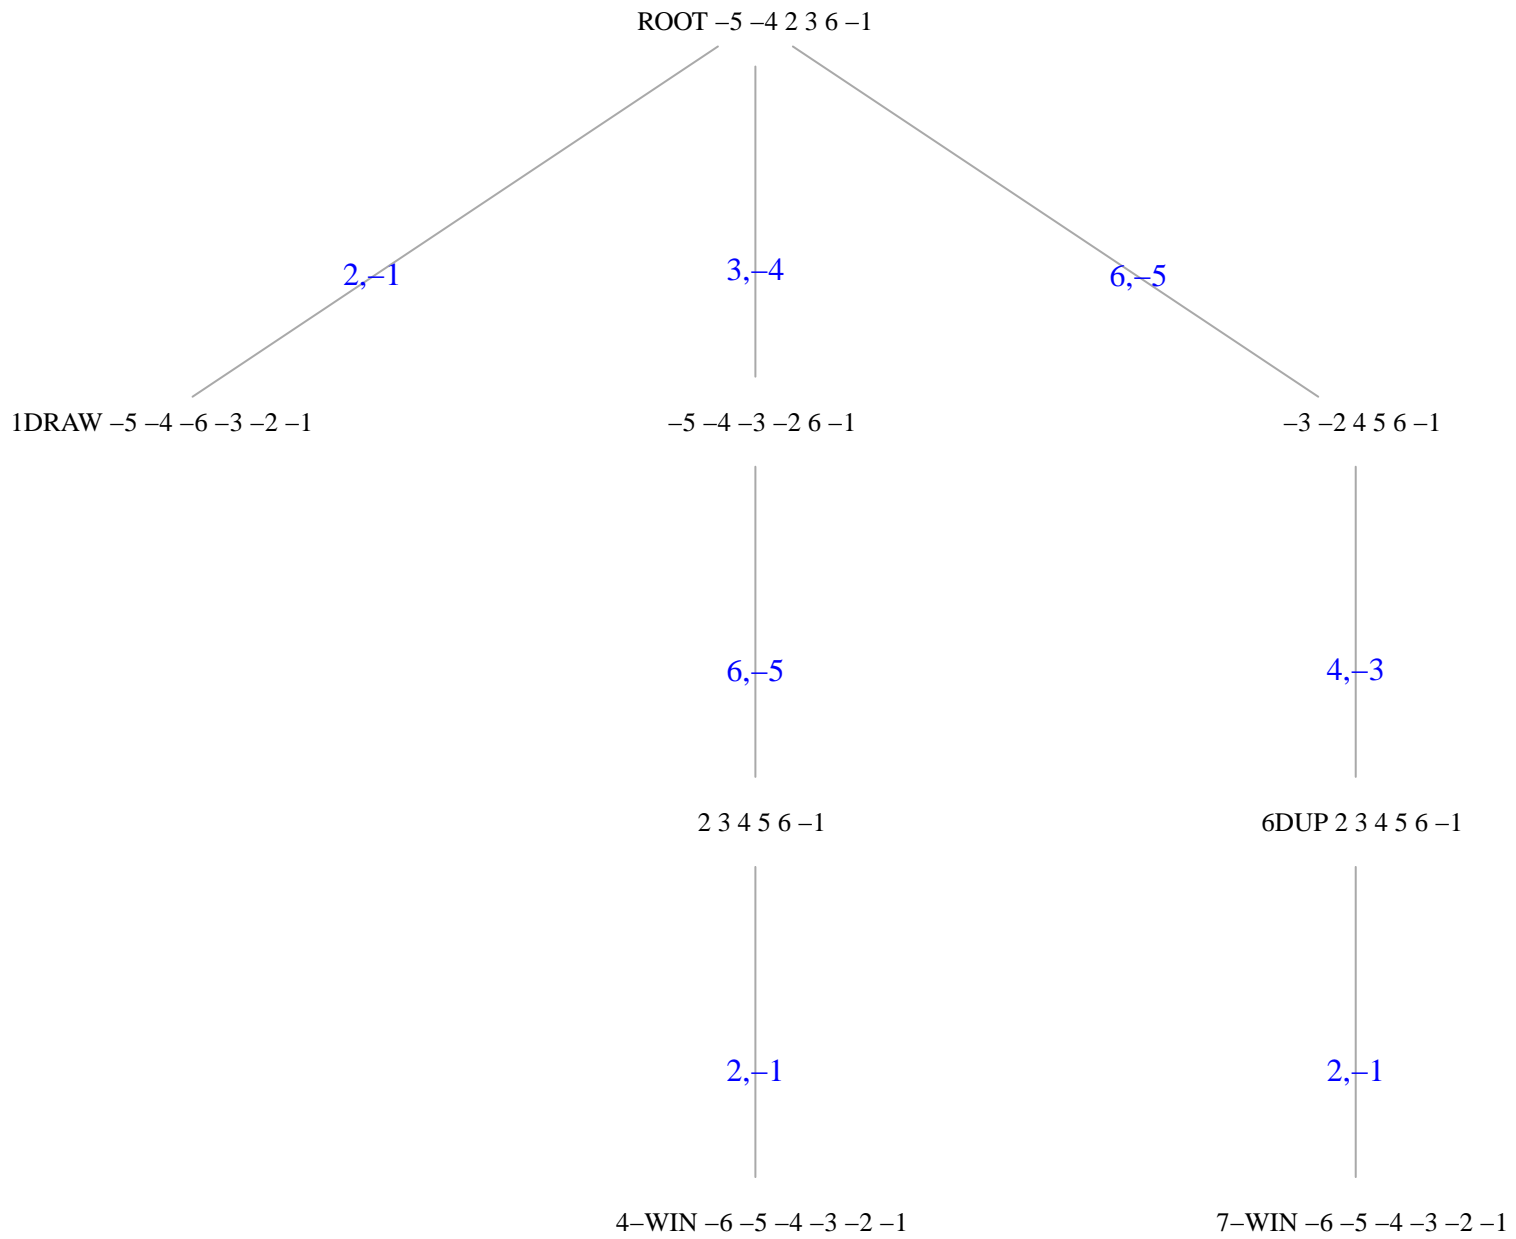 ROOT –5 –4 2 3 6 –1
2,–1
3,–4
6,–5
1DRAW –5 –4 –6 –3 –2 –1
–5 –4 –3 –2 6 –1
–3 –2 4 5 6 –1
6,–5
4,–3
2 3 4 5 6 –1
6DUP 2 3 4 5 6 –1
2,–1
2,–1
4–WIN –6 –5 –4 –3 –2 –1
7–WIN –6 –5 –4 –3 –2 –1